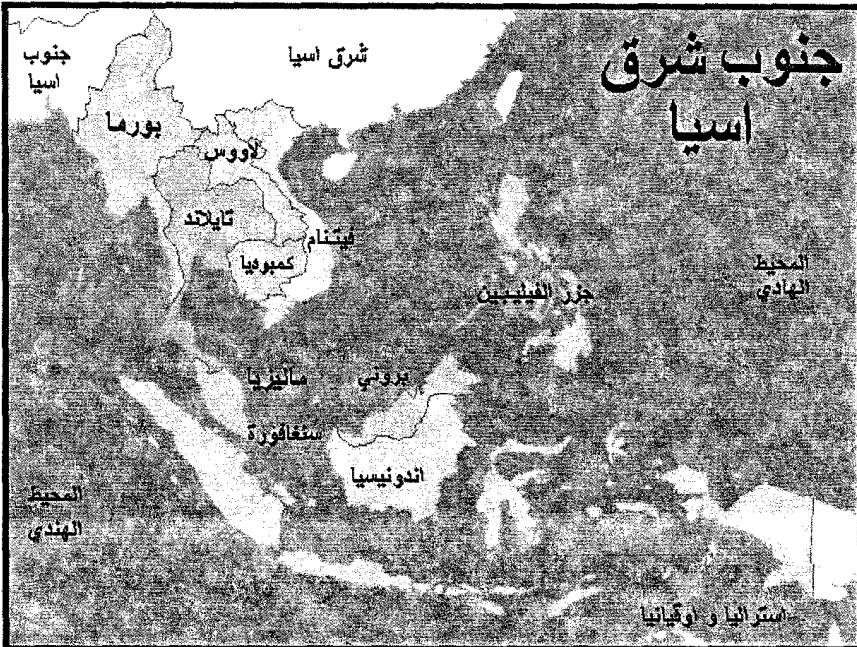 جنوب شرق
اسيا
شرق اسيا
جنوب
اسيا
بورما
لاووس
تايلاند
فيتنام
كمبوديا
المحيط
الهادي
جزر الفيليبين
ماليزيا
بروني
سنغافورة
اندونيسيا
المحيط
الهندي
استراليا و اوقيانيا